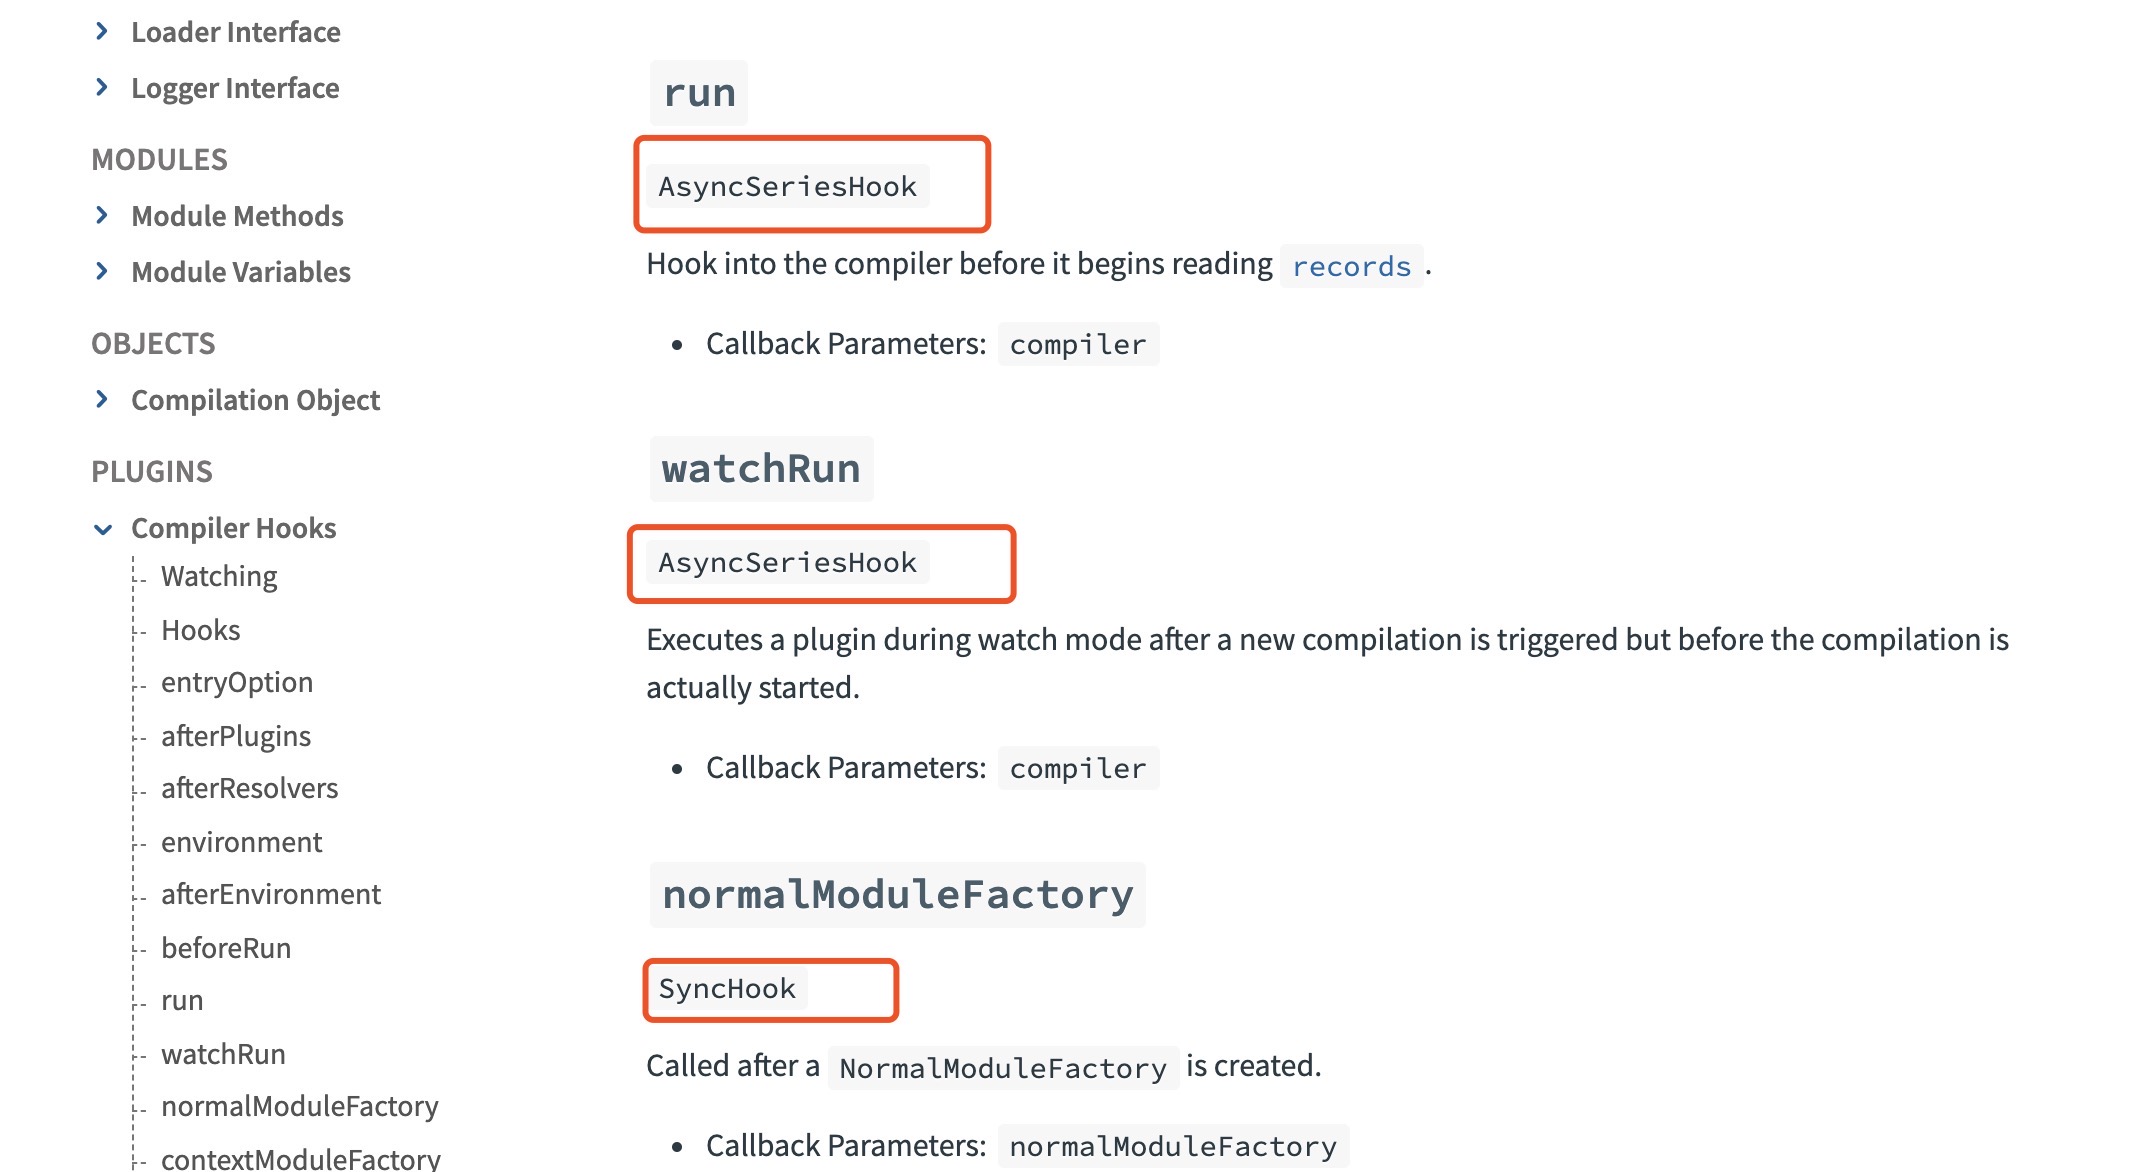 Loader Interface
Logger Interface
MODULES
Module Methods
Module Variables
OBJECTS
Compilation Object
PLUGINS
Compiler Hooks
Watching
Hooks
entryOption
afterPlugins
afterResolvers
environment
afterEnvironment
beforeRun
run
watchRun
normalModuleFactory
contextModuleFactory
run
AsyncSeriesHook
Hook into the compiler before it begins reading records.
• Callback Parameters: compiler
watchRun
AsyncSeriesHook
Executes a plugin during watch mode after a new compilation is triggered but before the compilation is
actually started.
• Callback Parameters: compiler
normalModuleFactory
SyncHook
Called after a NormalModuleFactory is created.
• Callback Parameters: normalModuleFactory